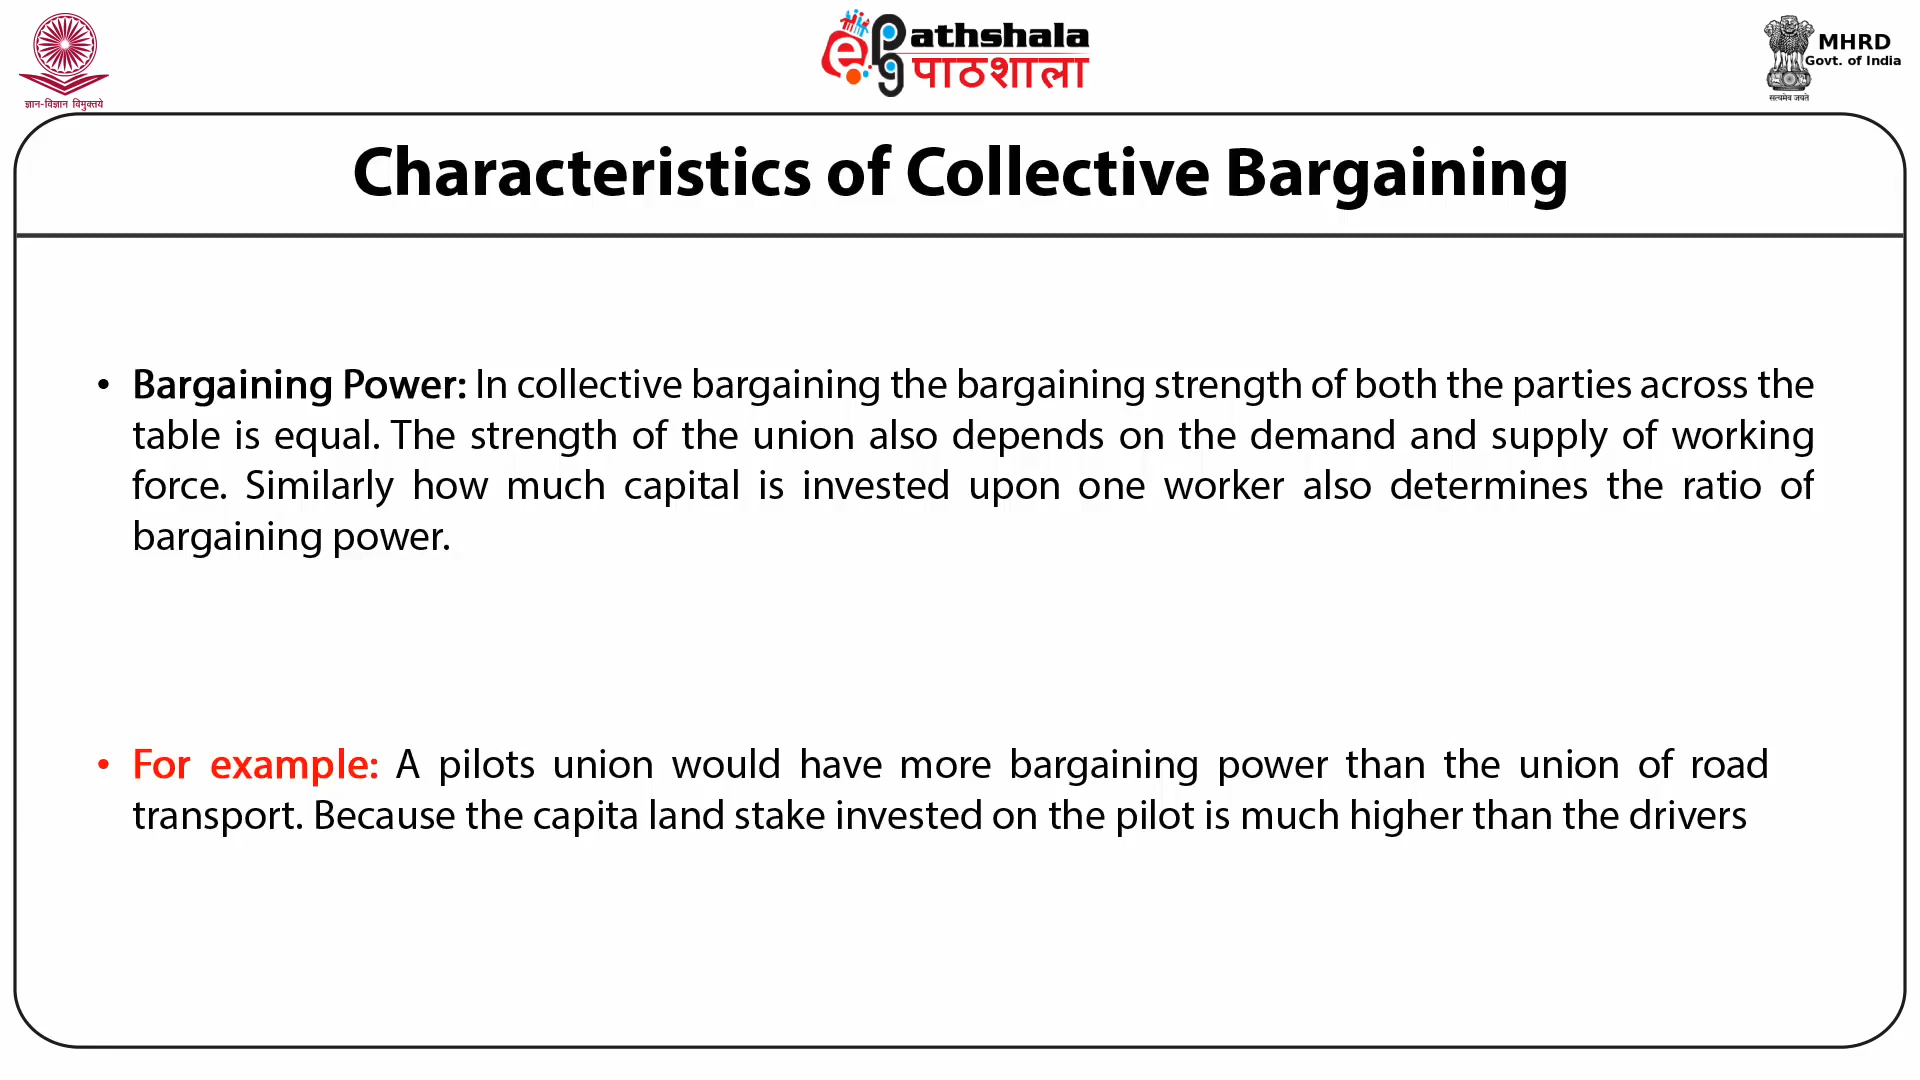 ज्ञान-विज्ञान विमुक्तये
ePathshala
पाठशाला
MHRD
Govt. of India
सत्यमेव जयते
Characteristics of Collective Bargaining
• Bargaining Power: In collective bargaining the bargaining strength of both the parties across the
table is equal. The strength of the union also depends on the demand and supply of working
force. Similarly how much capital is invested upon one worker also determines the ratio of
bargaining power.
• For example: A pilots union would have more bargaining power than the union of road
transport. Because the capita land stake invested on the pilot is much higher than the drivers